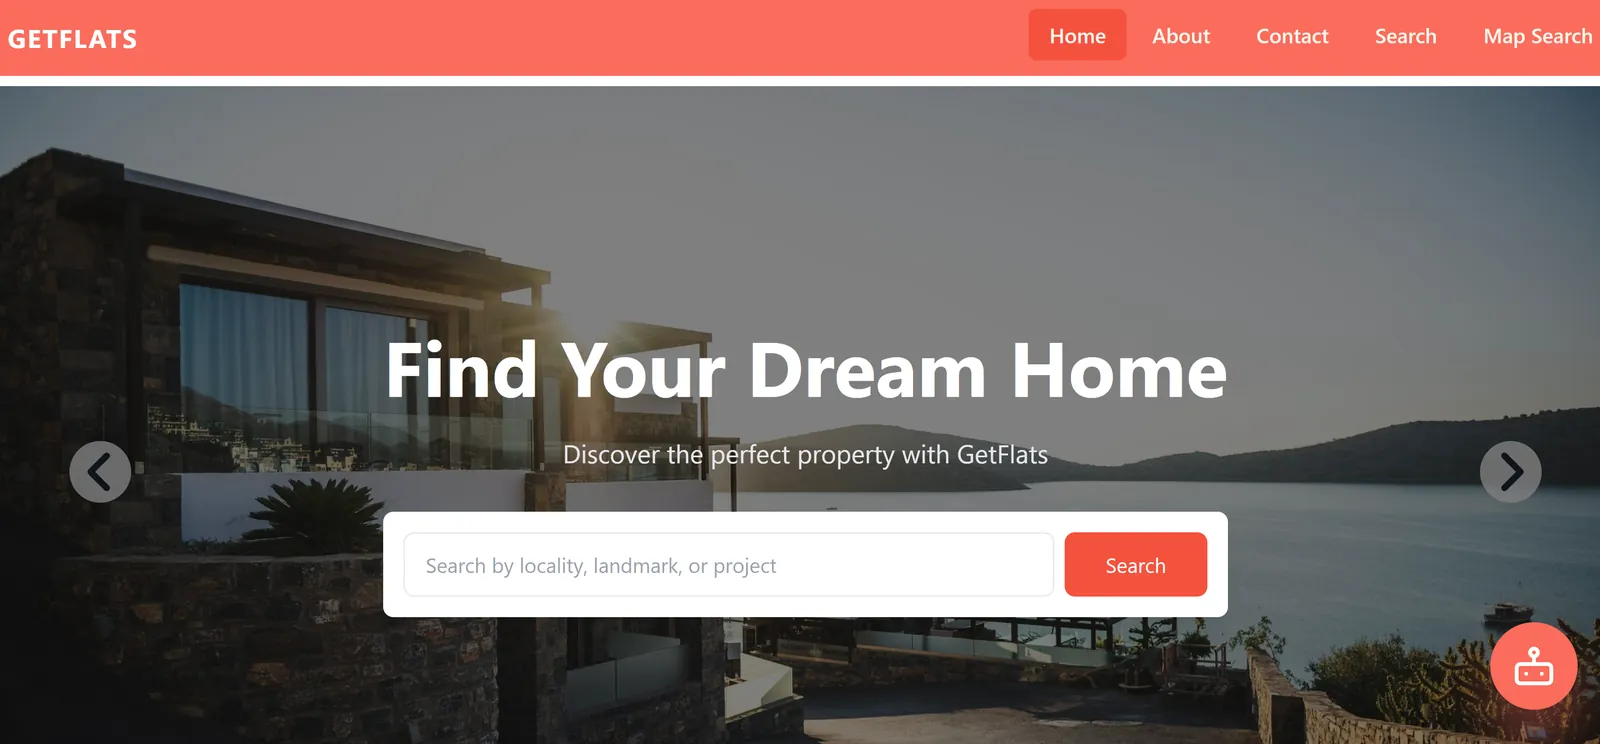 GETFLATS
Home About Contact Search Map Search
Find Your Dream Home
Discover the perfect property with GetFlats
Search by locality, landmark, or project
Search